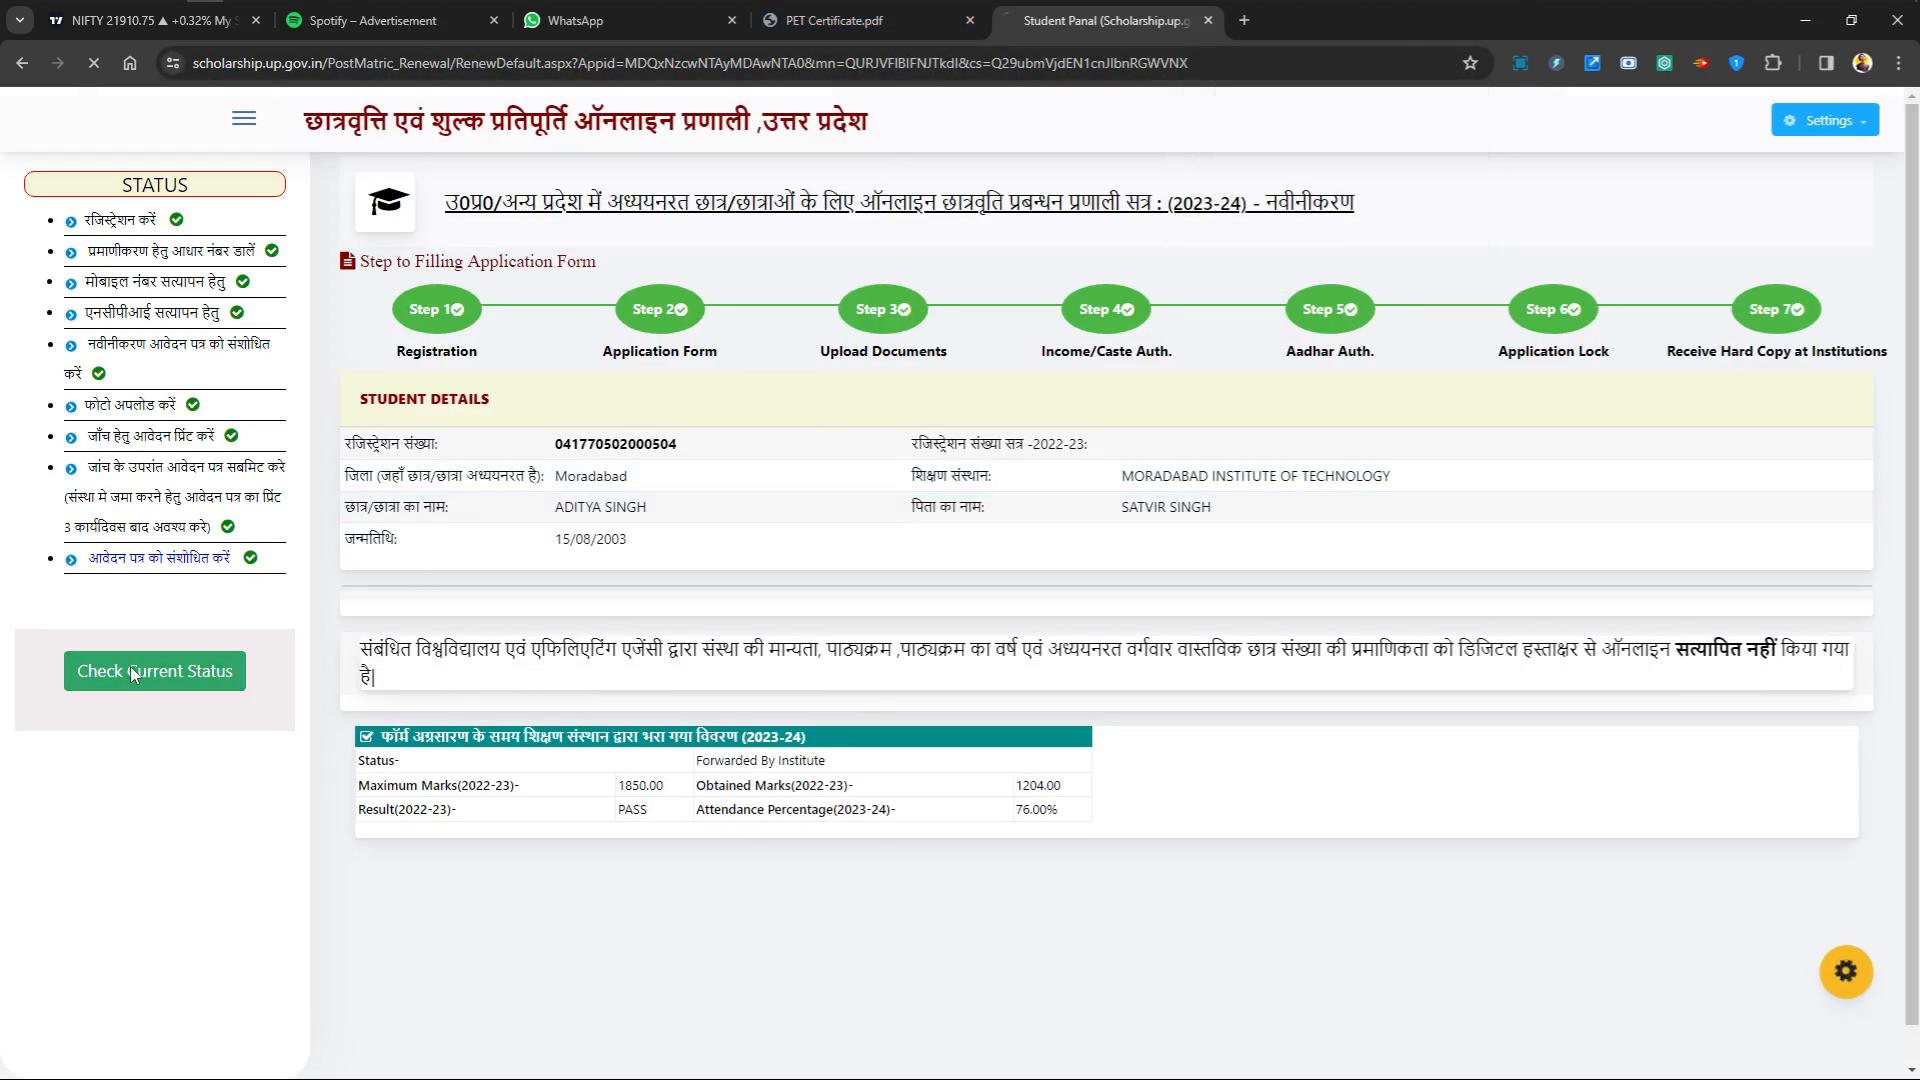 NIFTY 21910.75 ▲ +0.32% My S
Spotify – Advertisement
WhatsApp
PET Certificate.pdf
Student Panal (Scholarship.up.g
scholarship.up.gov.in/PostMatric_Renewal/RenewDefault.aspx?Appid=MDQxNzcwNTAyMDAwNTA0&mn=QURJVFlBIFNJTkdI&cs=Q29ubmVjdEN1cnJlbnRGWVNX
छात्रवृत्ति एवं शुल्क प्रतिपूर्ति ऑनलाइन प्रणाली ,उत्तर प्रदेश
Settings
STATUS
रजिस्ट्रेशन करें
प्रमाणीकरण हेतु आधार नंबर डालें
मोबाइल नंबर सत्यापन हेतु
एनसीपीआई सत्यापन हेतु
नवीनीकरण आवेदन पत्र को संशोधित
करें
फोटो अपलोड करें
जाँच हेतु आवेदन प्रिंट करें
जांच के उपरांत आवेदन पत्र सबमिट करे
(संस्था मे जमा करने हेतु आवेदन पत्र का प्रिंट
3 कार्यदिवस बाद अवश्य करे)
आवेदन पत्र को संशोधित करें
Check Current Status
उ0प्र0/अन्य प्रदेश में अध्ययनरत छात्र/छात्राओं के लिए ऑनलाइन छात्रवृति प्रबन्धन प्रणाली सत्र : (2023-24) - नवीनीकरण
Step to Filling Application Form
Step 1 Step 2 Step 3 Step 4 Step 5 Step 6 Step 7
Registration Application Form Upload Documents Income/Caste Auth. Aadhar Auth. Application Lock Receive Hard Copy at Institutions
STUDENT DETAILS
रजिस्ट्रेशन संख्या: 041770502000504 रजिस्ट्रेशन संख्या सत्र -2022-23:
जिला (जहाँ छात्र/छात्रा अध्ययनरत है): Moradabad शिक्षण संस्थान: MORADABAD INSTITUTE OF TECHNOLOGY
छात्र/छात्रा का नाम: ADITYA SINGH पिता का नाम: SATVIR SINGH
जन्मतिथि: 15/08/2003
संबंधित विश्वविद्यालय एवं एफिलिएटिंग एजेंसी द्वारा संस्था की मान्यता, पाठ्यक्रम ,पाठ्यक्रम का वर्ष एवं अध्ययनरत वर्गवार वास्तविक छात्र संख्या की प्रमाणिकता को डिजिटल हस्ताक्षर से ऑनलाइन सत्यापित नहीं किया गया
है|
फॉर्म अग्रसारण के समय शिक्षण संस्थान द्वारा भरा गया विवरण (2023-24)
Status- Forwarded By Institute
Maximum Marks(2022-23)- 1850.00 Obtained Marks(2022-23)- 1204.00
Result(2022-23)- PASS Attendance Percentage(2023-24)- 76.00%